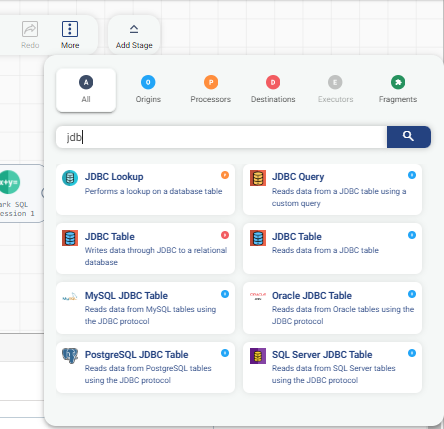 Redo
More
Add Stage
A
O
P
D
E
All
Origins
Processors
Destinations
Executors
Fragments
jdb
JDBC Lookup
Performs a lookup on a database table
JDBC Query
Reads data from a JDBC table using a
custom query
JDBC Table
Writes data through JDBC to a relational
database
JDBC Table
Reads data from a JDBC table
MySQL JDBC Table
Reads data from MySQL tables using
the JDBC protocol
Oracle JDBC Table
Reads data from Oracle tables using the
JDBC protocol
PostgreSQL JDBC Table
Reads data from PostgreSQL tables
using the JDBC protocol
SQL Server JDBC Table
Reads data from SQL Server tables
using the JDBC protocol
ark SQL
ession 1